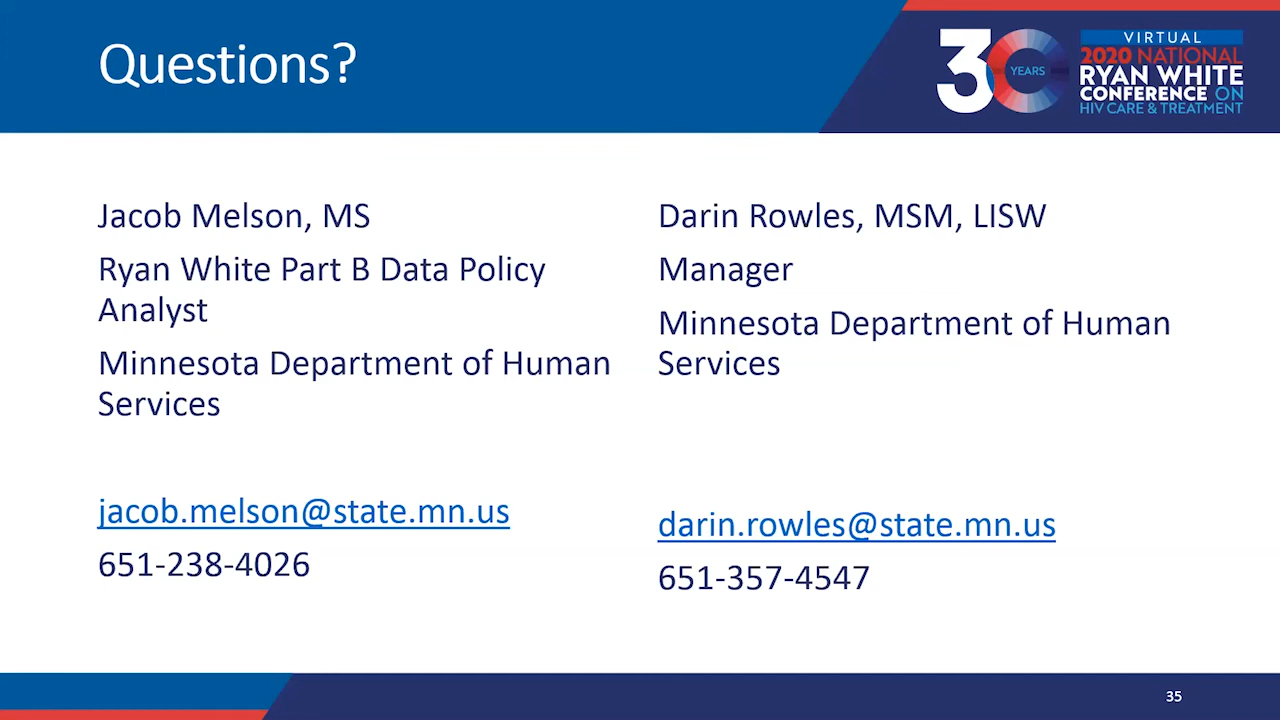 Questions?
30
YEARS
VIRTUAL
2020 NATIONAL
RYAN WHITE
CONFERENCE ON
HIV CARE & TREATMENT
Jacob Melson, MS
Ryan White Part B Data Policy
Analyst
Minnesota Department of Human
Services
jacob.melson@state.mn.us
651-238-4026
Darin Rowles, MSM, LISW
Manager
Minnesota Department of Human
Services
darin.rowles@state.mn.us
651-357-4547
35